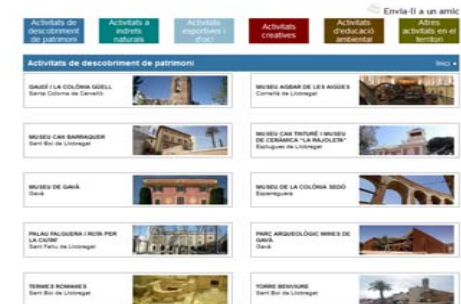 Envia-li a un amic
Activitats de descobriment de patrimoni
Activitats a indrets naturals
Activitats esportives i d'oci
Activitats creatives
Activitats d'educació ambiental
Altres activitats en el territori
Activitats de descobriment de patrimoni
Inici
GAUDÍ I LA COLÒNIA GÜELL
Santa Coloma de Cervelló
MUSEU AGBAR DE LES AIGÜES
Cornellà de Llobregat
MUSEU CAN BARRAQUER
Sant Boi de Llobregat
MUSEU CAN TINTURÉ I MUSEU
DE CERÀMICA "LA RAJOLETA"
Esplugues de Llobregat
MUSEU DE GAVÀ
Gavà
MUSEU DE LA COLÒNIA SEDÓ
Esparreguera
PALAU FALGUERA I RUTA PER
LA CIUTAT
Sant Feliu de Llobregat
PARC ARQUEOLÒGIC MINES DE
GAVÀ
Gavà
TERMES ROMANES
Sant Boi de Llobregat
TORRE BENVIURE
Sant Boi de Llobregat